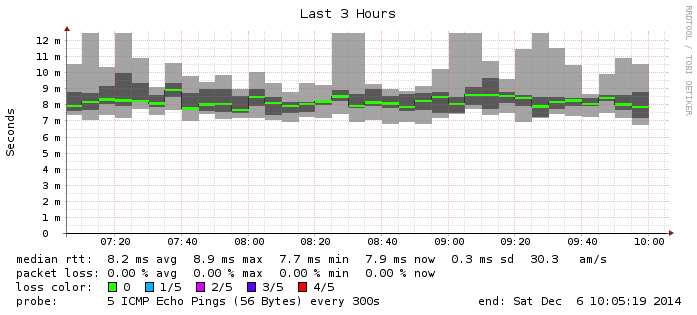 Last 3 Hours
RRDTOOL / TOBI OETIKER
Seconds
12 m
11 m
10 m
9 m
8 m
7 m
6 m
5 m
4 m
3 m
2 m
1 m
0
07:20 07:40 08:00 08:20 08:40 09:00 09:20 09:40 10:00
median rtt: 8.2 ms avg 8.9 ms max 7.7 ms min 7.9 ms now 0.3 ms sd 30.3 am/s
packet loss: 0.00 % avg 0.00 % max 0.00 % min 0.00 % now
loss color: 0 1/5 2/5 3/5 4/5
probe: 5 ICMP Echo Pings (56 Bytes) every 300s end: Sat Dec 6 10:05:19 2014